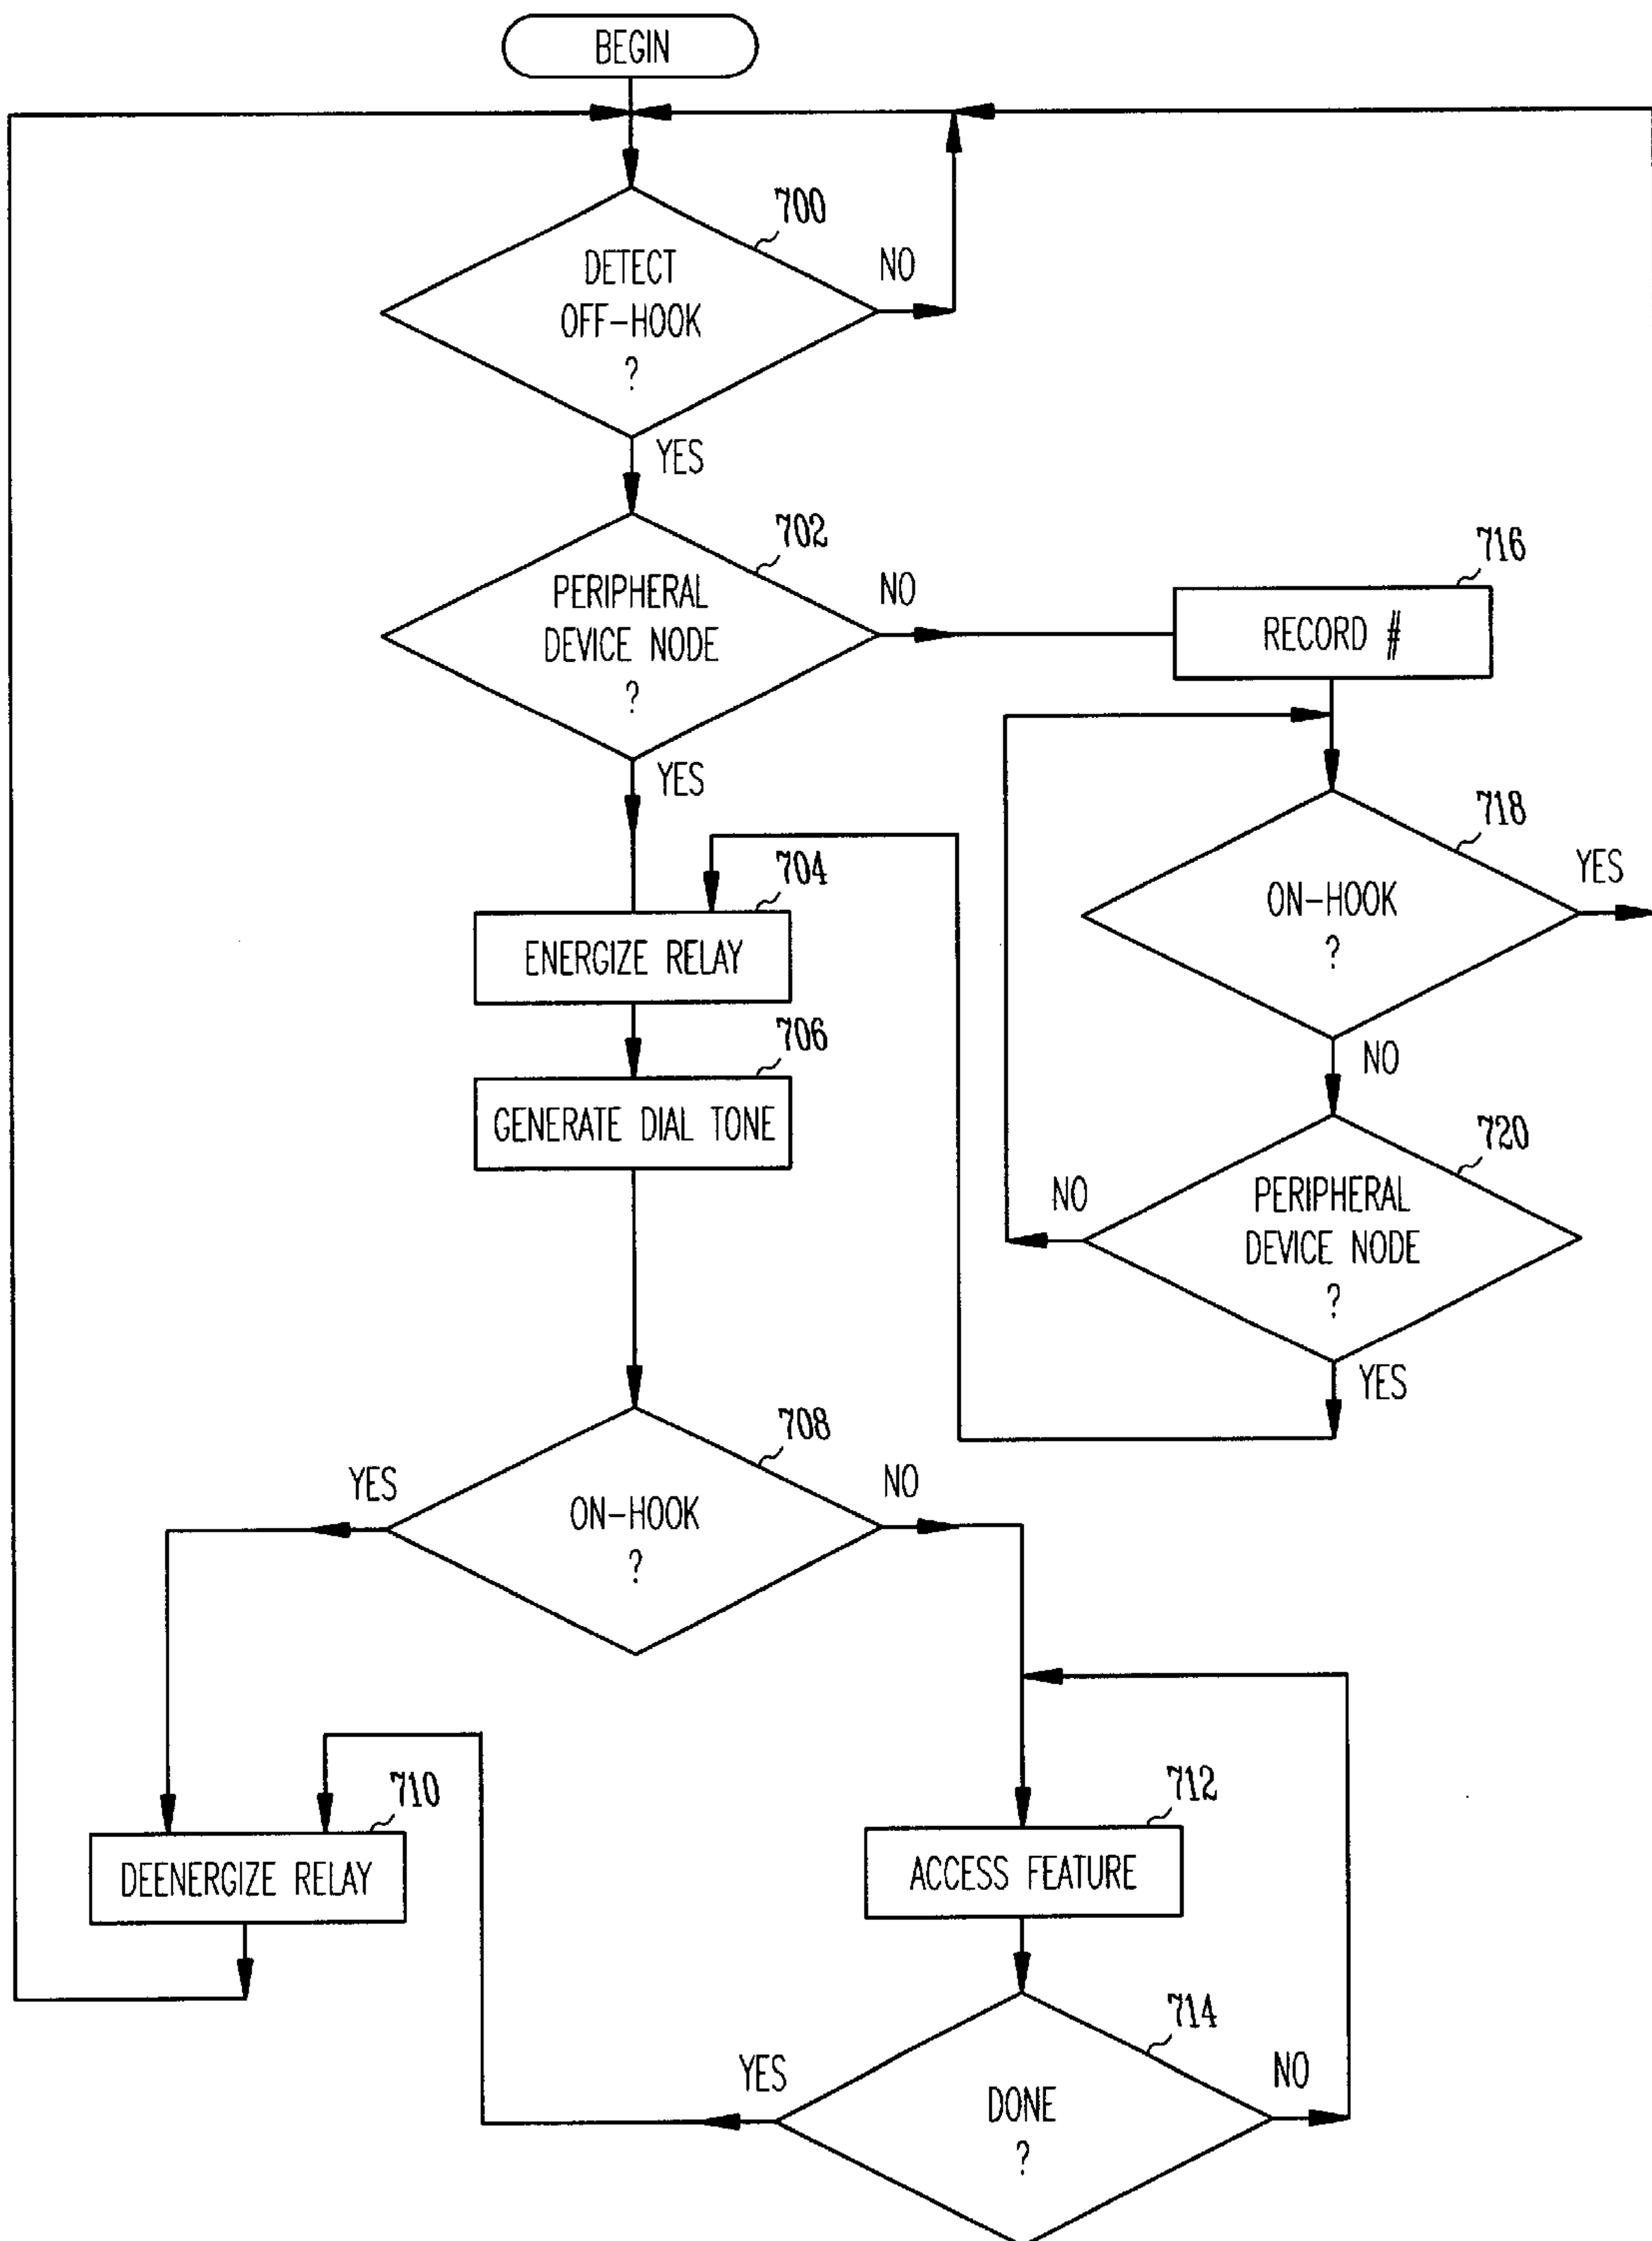 BEGIN
700
DETECT
OFF-HOOK
?
NO
YES
702
PERIPHERAL
DEVICE NODE
?
NO
YES
716
RECORD #
718
ON-HOOK
?
YES
NO
704
ENERGIZE RELAY
706
GENERATE DIAL TONE
720
PERIPHERAL
DEVICE NODE
?
NO
YES
708
ON-HOOK
?
YES
NO
710
DEENERGIZE RELAY
712
ACCESS FEATURE
714
DONE
?
YES
NO